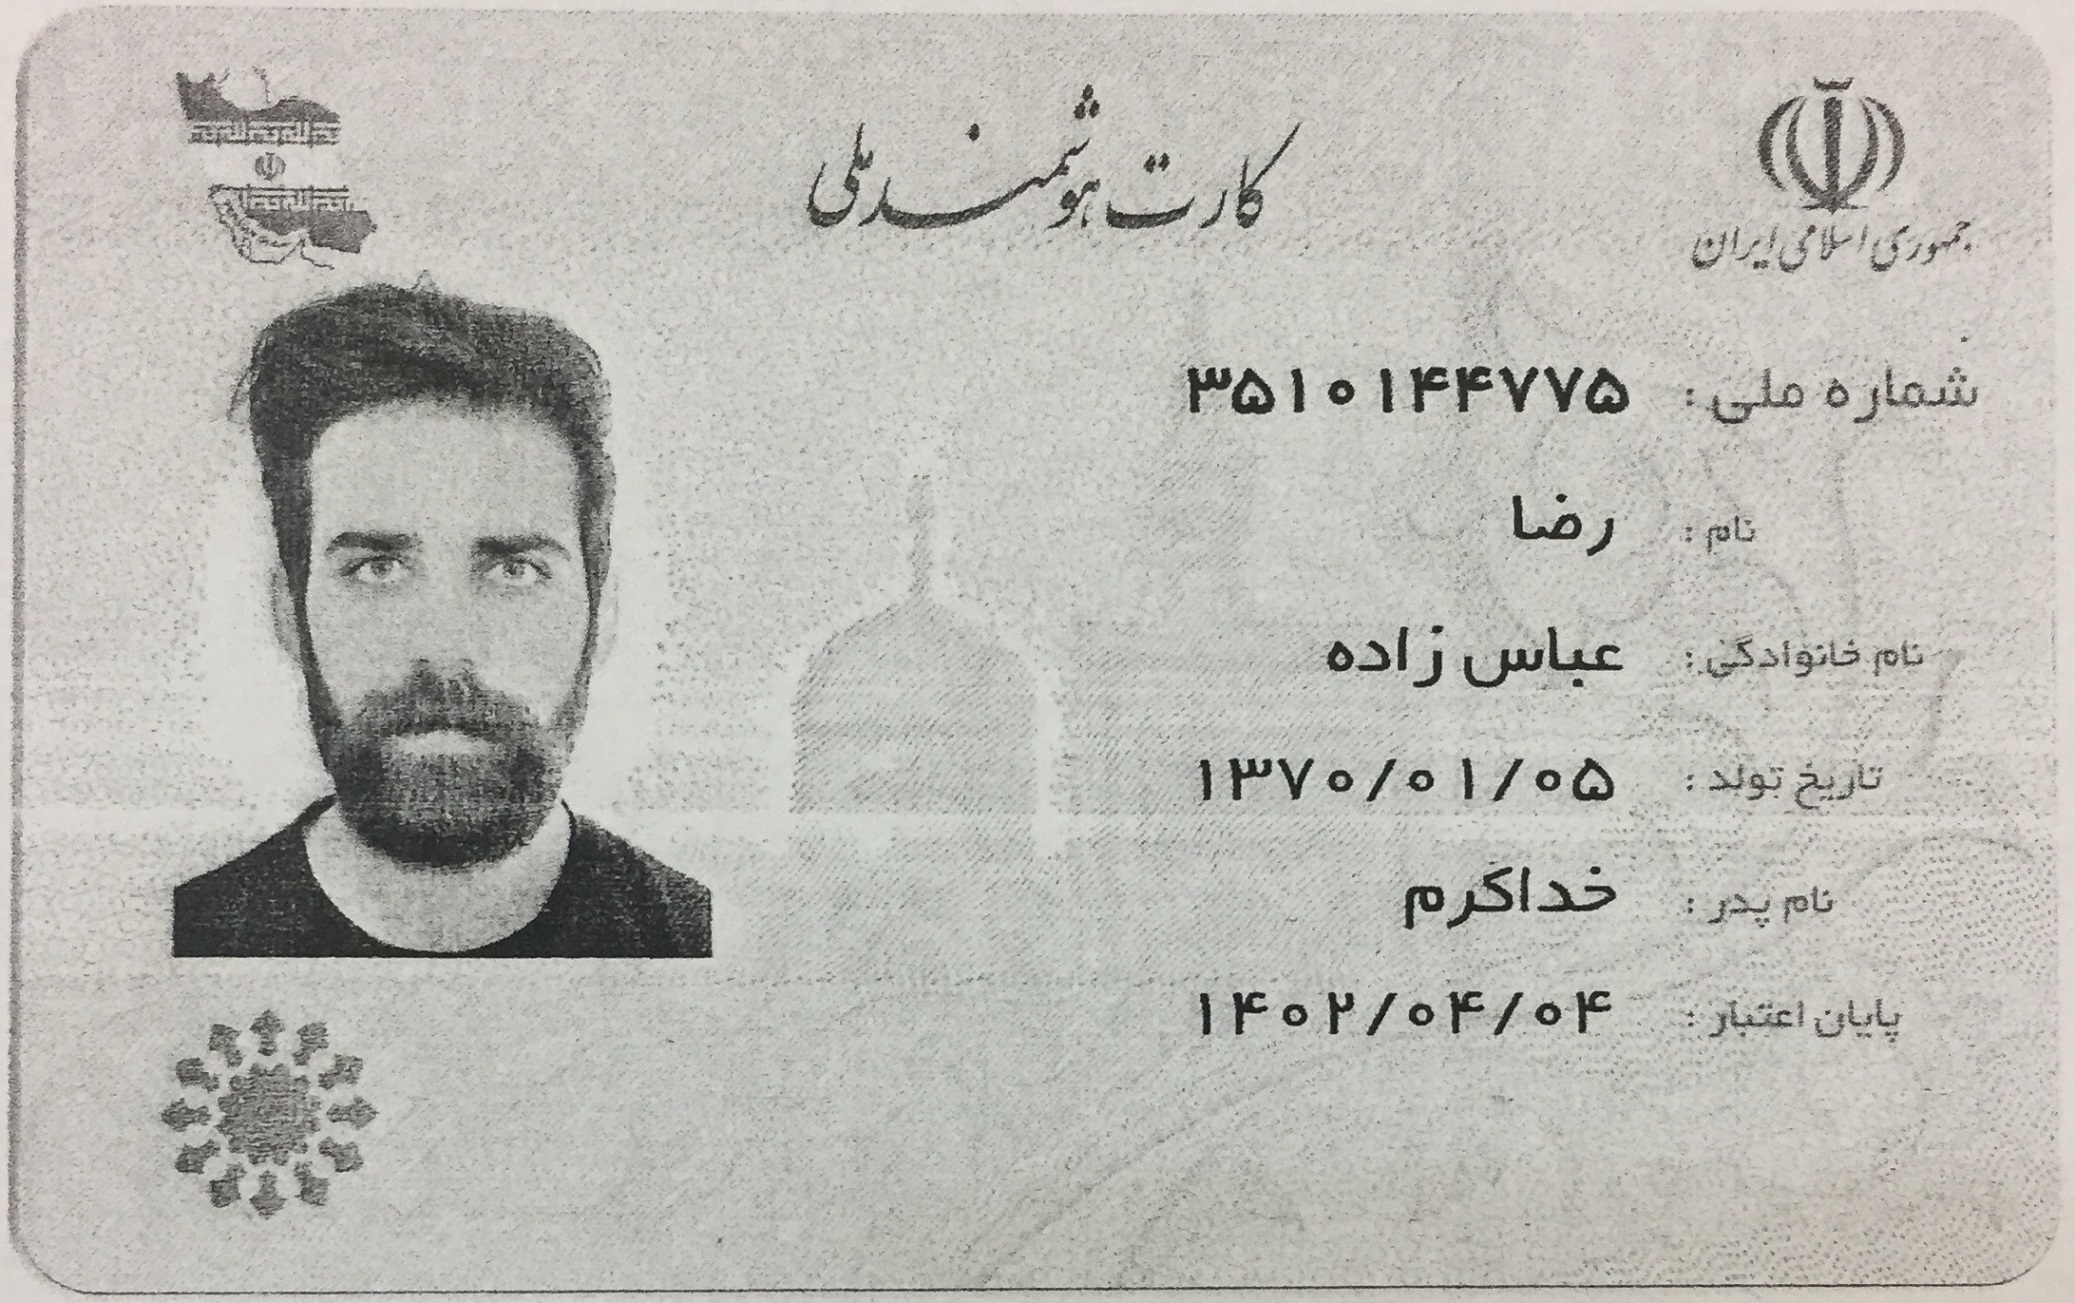 جمهوری اسلامی ایران
کارت هوشمند ملی
شماره ملی : ۳۵۱۰۱۴۴۷۷۵
نام : رضا
نام خانوادگی : عباس زاده
تاریخ تولد : ۱۳۷۰/۰۱/۰۵
نام پدر : خداکرم
پایان اعتبار : ۱۴۰۲/۰۴/۰۴